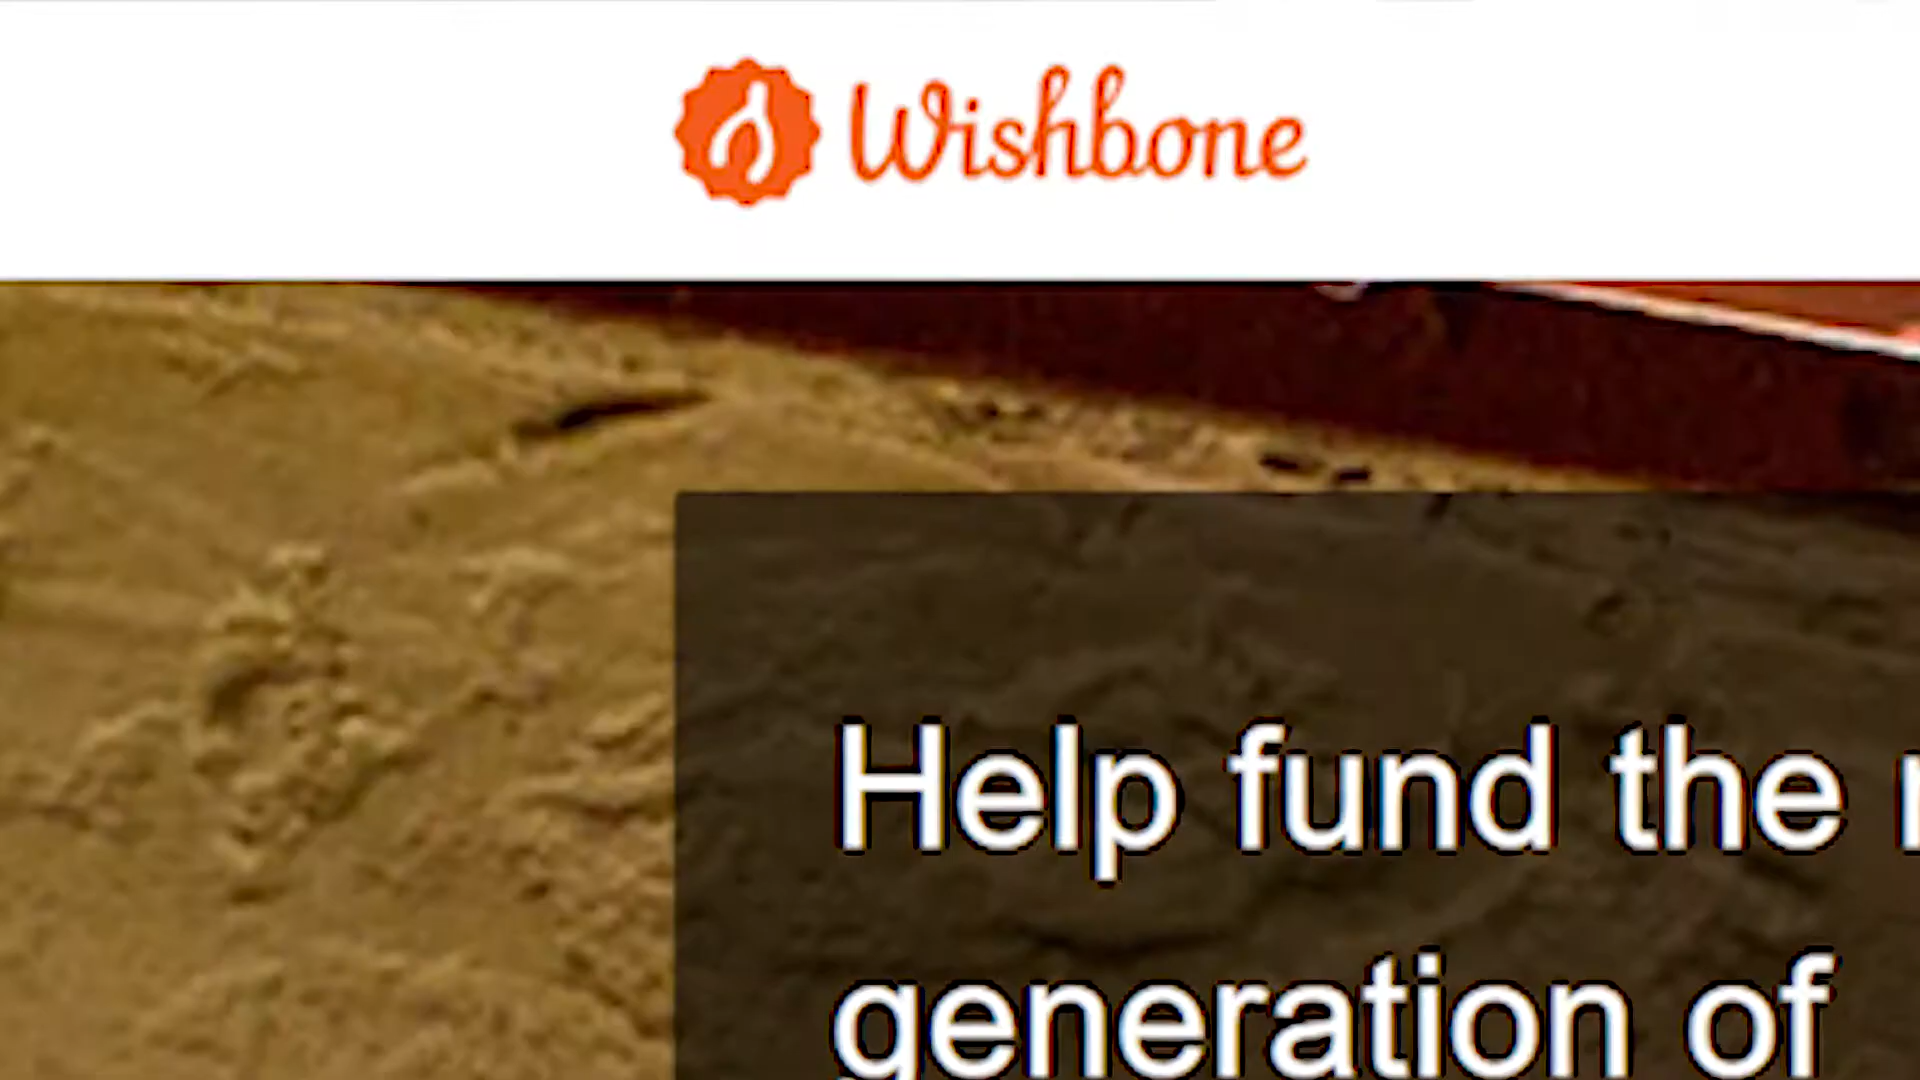 Wishbone
Help fund the
generation of